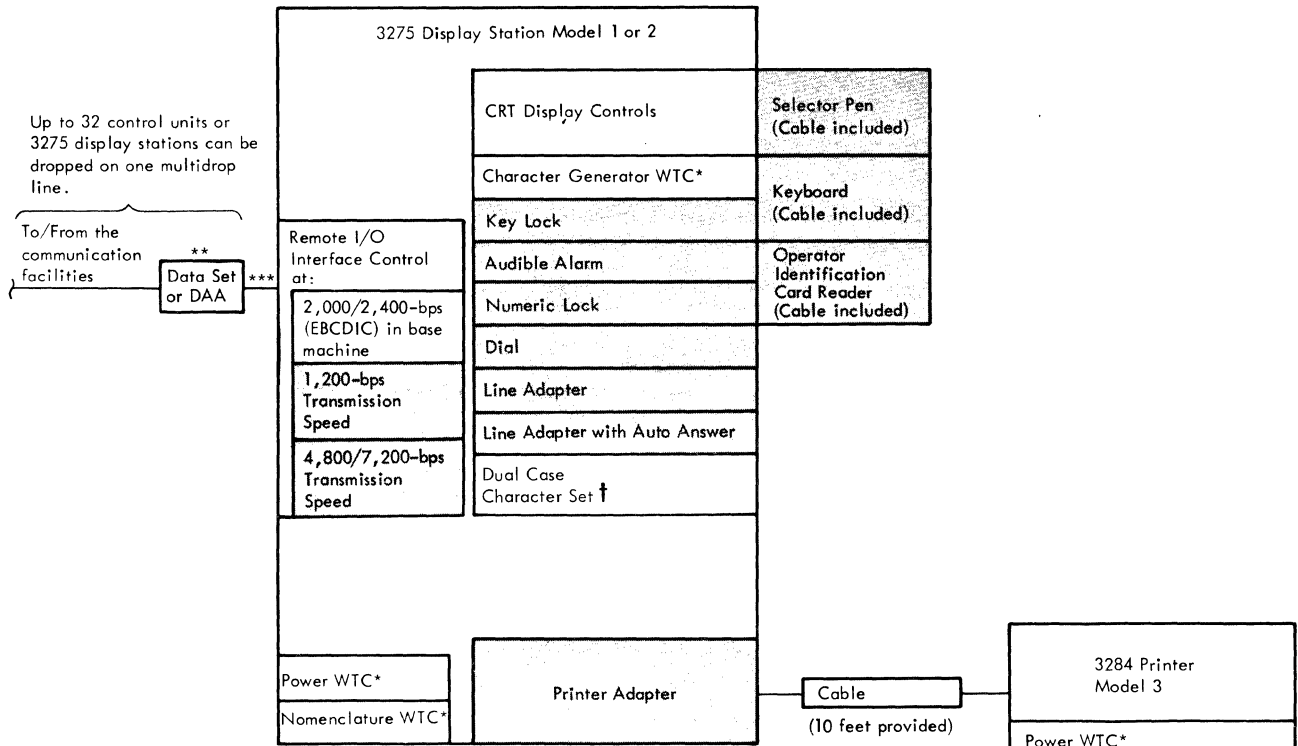 3275 Display Station Model 1 or 2
Up to 32 control units or
3275 display stations can be
dropped on one multidrop
line.
To/From the
communication
facilities
**
Data Set
or DAA
***
Remote I/O
Interface Control
at:
2,000/2,400-bps
(EBCDIC) in base
machine
1,200-bps
Transmission
Speed
4,800/7,200-bps
Transmission
Speed
CRT Display Controls
Character Generator WTC*
Key Lock
Audible Alarm
Numeric Lock
Dial
Line Adapter
Line Adapter with Auto Answer
Dual Case
Character Set †
Selector Pen
(Cable included)
Keyboard
(Cable included)
Operator
Identification
Card Reader
(Cable included)
Power WTC*
Nomenclature WTC*
Printer Adapter
Cable
(10 feet provided)
3284 Printer
Model 3
Power WTC*